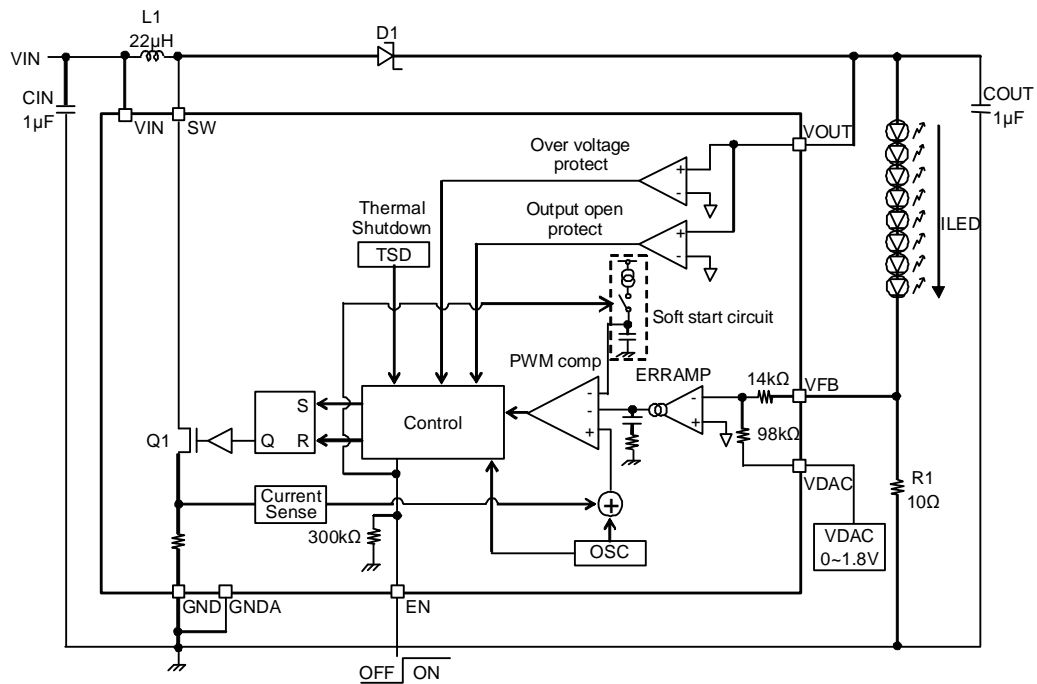 L1
22μH
D1
VIN
CIN
1μF
COUT
1μF
VIN
SW
VOUT
Over voltage
protect
+
-
Thermal
Shutdown
TSD
Output open
protect
+
-
ILED
Soft start circuit
PWM comp
ERRAMP
14kΩ
VFB
S
Control
-
-
+
-
+
98kΩ
Q1
Q
R
VDAC
R1
10Ω
Current
Sense
+
300kΩ
OSC
VDAC
0~1.8V
GND
GNDA
EN
OFF
ON